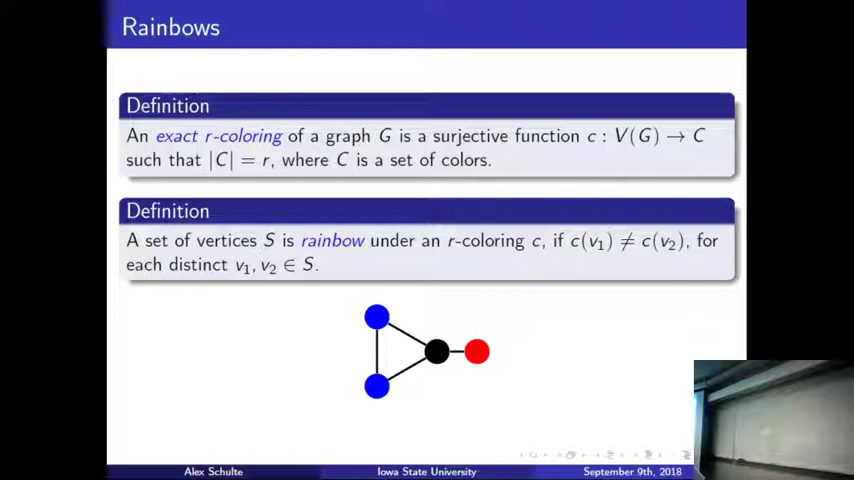 Rainbows
Definition
An exact r-coloring of a graph G is a surjective function c : V(G) → C
such that |C| = r, where C is a set of colors.
Definition
A set of vertices S is rainbow under an r-coloring c, if c(v₁) ≠ c(v₂), for
each distinct v₁, v₂ ∈ S.
Alex Schulte Iowa State University September 9th, 2018